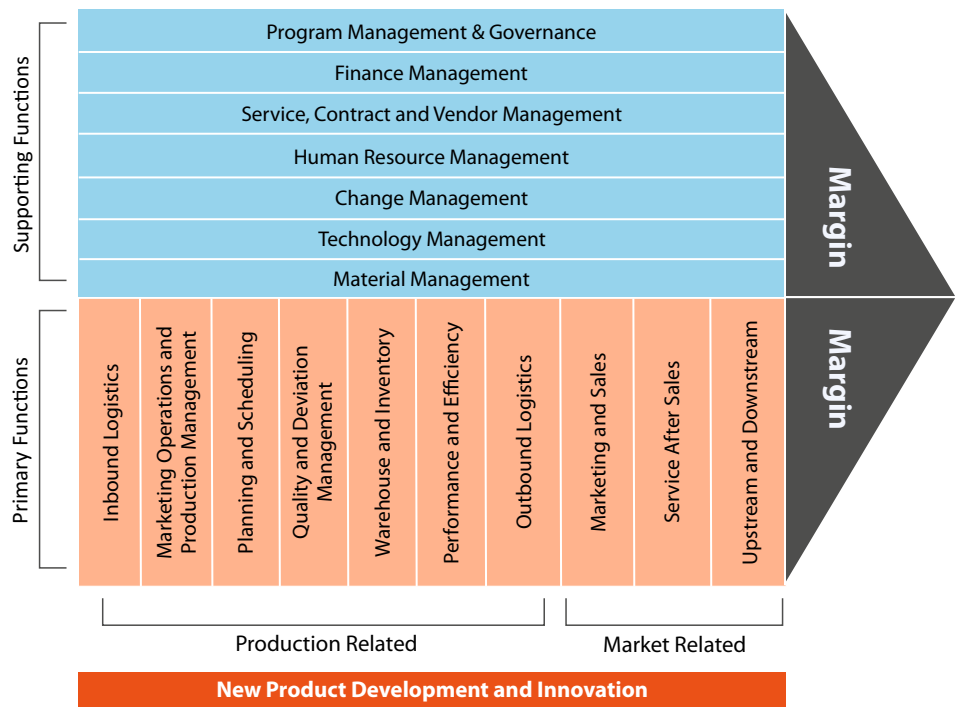 Supporting Functions
Program Management & Governance
Finance Management
Service, Contract and Vendor Management
Human Resource Management
Change Management
Technology Management
Material Management
Margin
Primary Functions
Inbound Logistics
Marketing Operations and
Production Management
Planning and Scheduling
Quality and Deviation
Management
Warehouse and Inventory
Performance and Efficiency
Outbound Logistics
Marketing and Sales
Service After Sales
Upstream and Downstream
Margin
Production Related
Market Related
New Product Development and Innovation